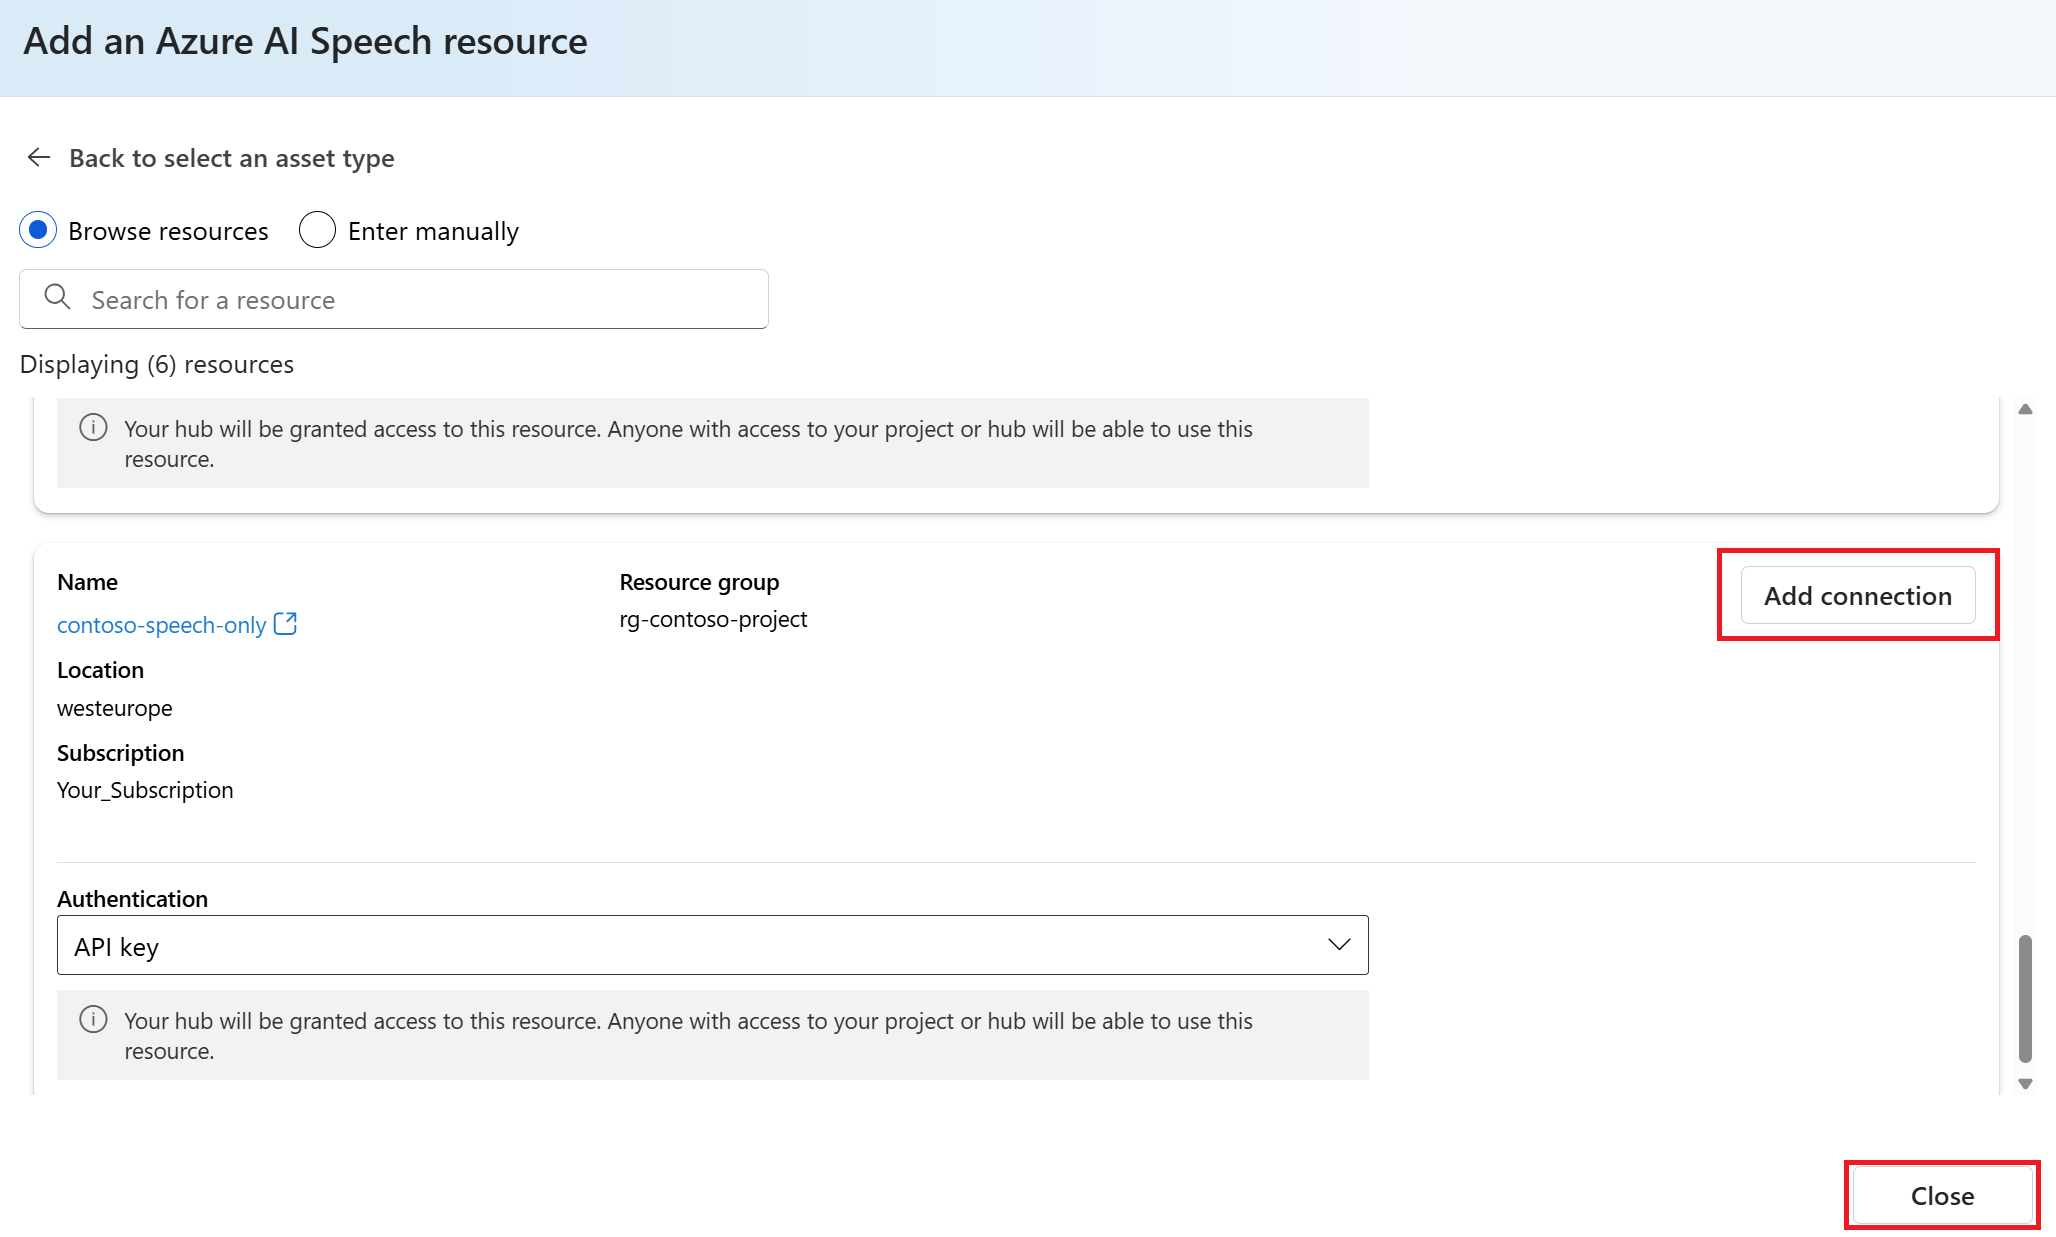 Add an Azure AI Speech resource
Back to select an asset type
Browse resources
Enter manually
Search for a resource
Displaying (6) resources
Your hub will be granted access to this resource. Anyone with access to your project or hub will be able to use this
resource.
Name
Resource group
Add connection
contoso-speech-only
rg-contoso-project
Location
westeurope
Subscription
Your_Subscription
Authentication
API key
Your hub will be granted access to this resource. Anyone with access to your project or hub will be able to use this
resource.
Close